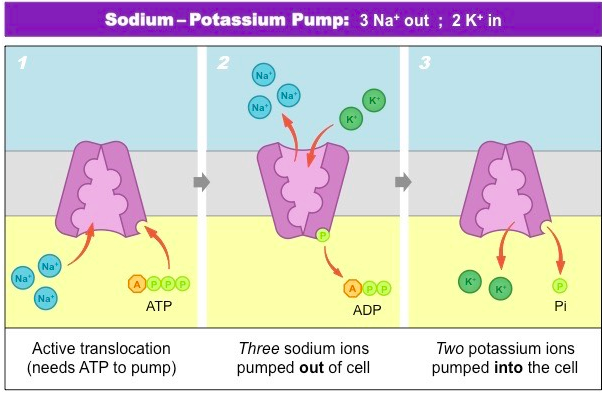 Sodium – Potassium Pump: 3 Na⁺ out ; 2 K⁺ in
1
2
3
Na⁺
Na⁺
Na⁺
K⁺
K⁺
P
Na⁺
Na⁺
Na⁺
A P P P
ATP
A P P
ADP
K⁺
K⁺
P
Pi
Active translocation
(needs ATP to pump)
Three sodium ions
pumped out of cell
Two potassium ions
pumped into the cell